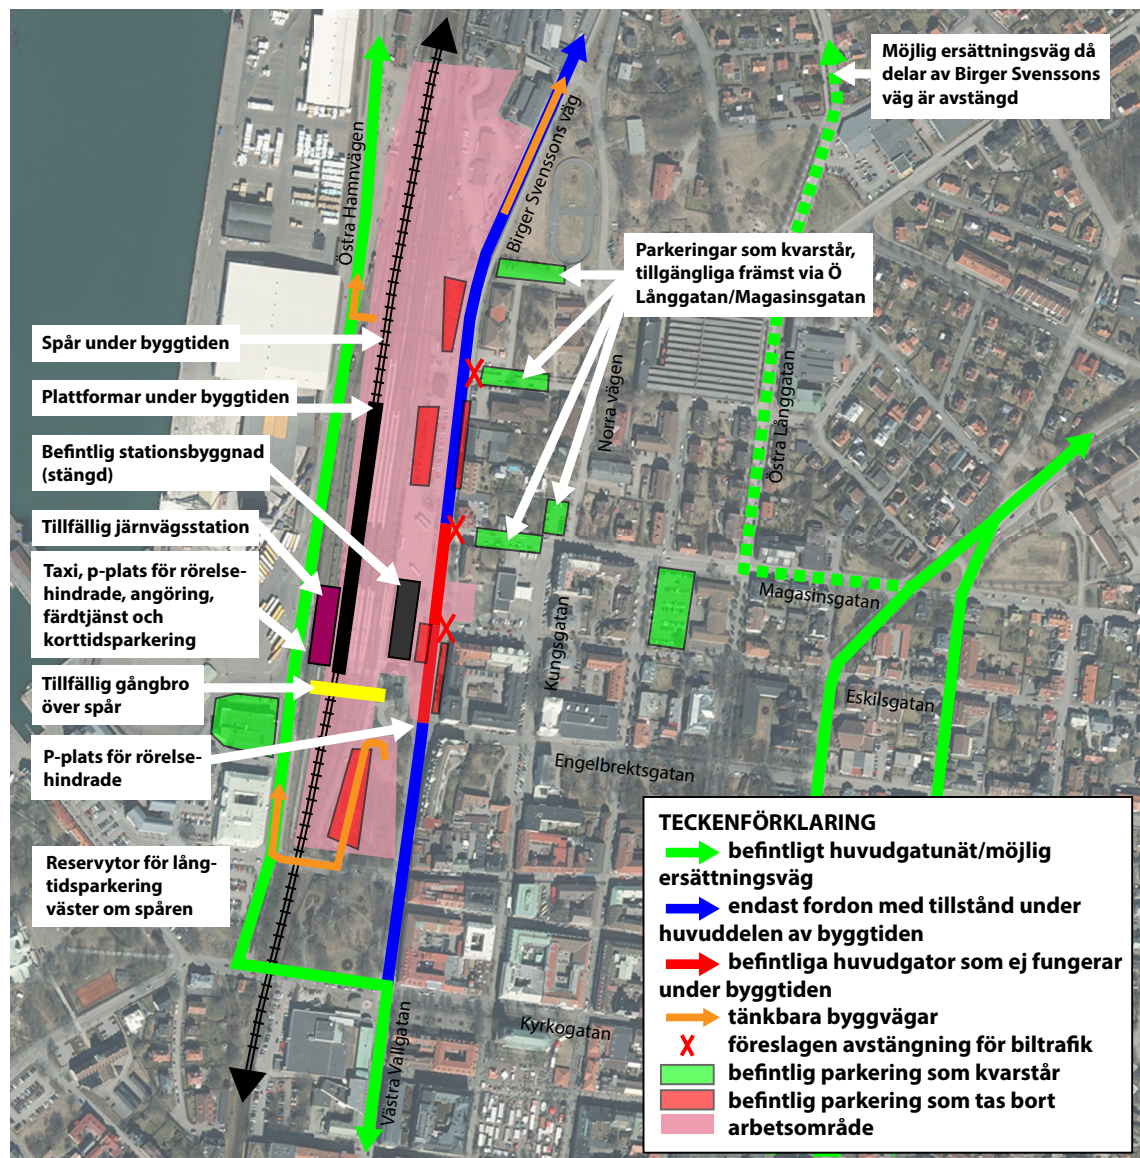 Möjlig ersättningsväg då
delar av Birger Svenssons
väg är avstängd
Östra Hamnvägen
Birger Svenssons väg
Parkeringar som kvarstår,
tillgängliga främst via Ö
Långgatan/Magasinsgatan
Spår under byggtiden
Plattformar under byggtiden
Norra vägen
Östra Långgatan
Befintlig stationsbyggnad
(stängd)
Tillfällig järnvägsstation
Taxi, p-plats för rörelse-
hindrade, angöring,
färdtjänst och
korttidsparkering
Magasinsgatan
Kungsgatan
Tillfällig gångbro
över spår
Eskilsgatan
P-plats för rörelse-
hindrade
Engelbrektsgatan
Reservytor för lång-
tidsparkering
väster om spåren
Kyrkogatan
Västra Vallgatan
TECKENFÖRKLARING
befintligt huvudgatunät/möjlig
ersättningsväg
endast fordon med tillstånd under
huvuddelen av byggtiden
befintliga huvudgator som ej fungerar
under byggtiden
tänkbara byggvägar
föreslagen avstängning för biltrafik
befintlig parkering som kvarstår
befintlig parkering som tas bort
arbetsområde